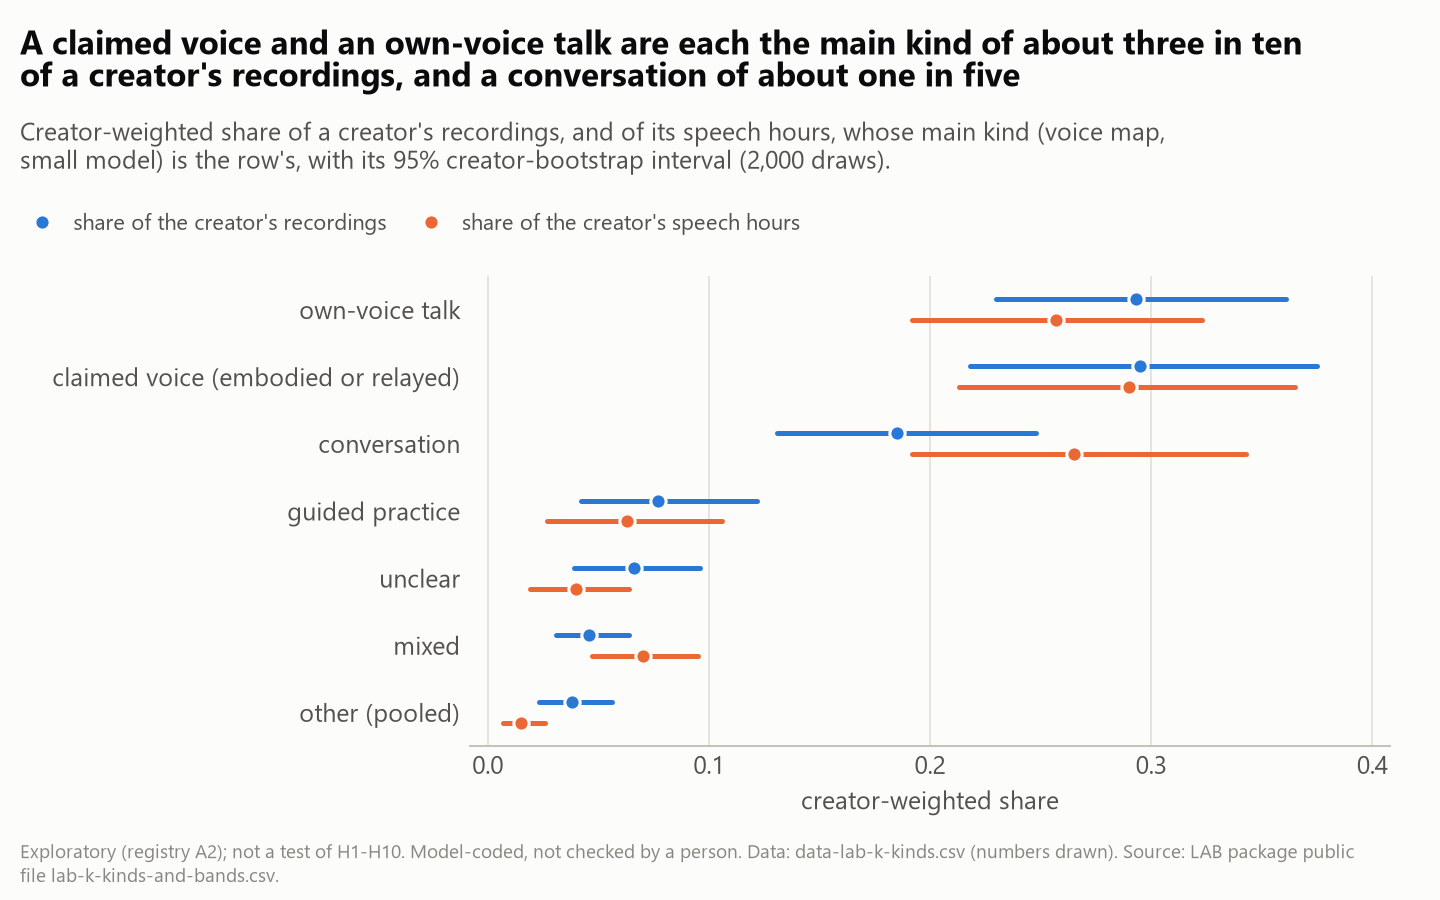 A claimed voice and an own-voice talk are each the main kind of about three in ten
of a creator's recordings, and a conversation of about one in five
Creator-weighted share of a creator's recordings, and of its speech hours, whose main kind (voice map,
small model) is the row's, with its 95% creator-bootstrap interval (2,000 draws).
share of the creator's recordings
share of the creator's speech hours
own-voice talk
claimed voice (embodied or relayed)
conversation
guided practice
unclear
mixed
other (pooled)
0.0 0.1 0.2 0.3 0.4
creator-weighted share
Exploratory (registry A2); not a test of H1-H10. Model-coded, not checked by a person. Data: data-lab-k-kinds.csv (numbers drawn). Source: LAB package public
file lab-k-kinds-and-bands.csv.